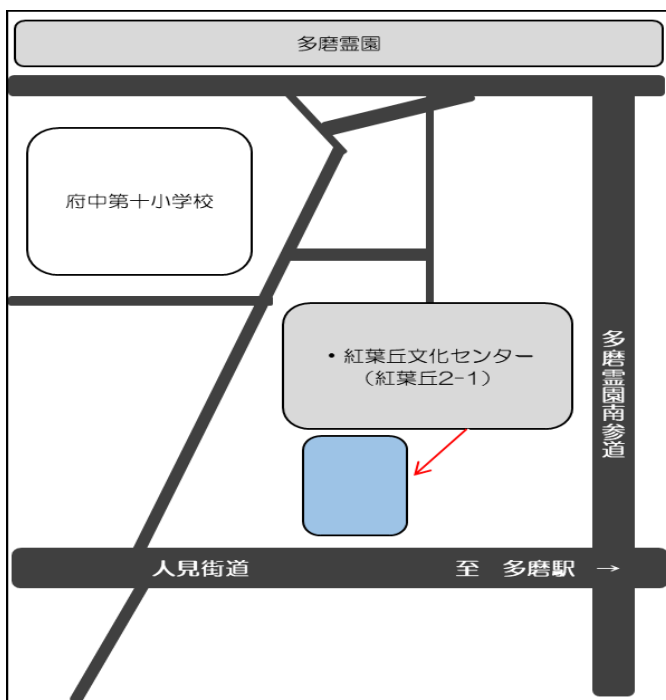 多磨霊園
府中第十小学校
・紅葉丘文化センター
（紅葉丘2-1）
多磨霊園南参道
人見街道
至　多磨駅　→